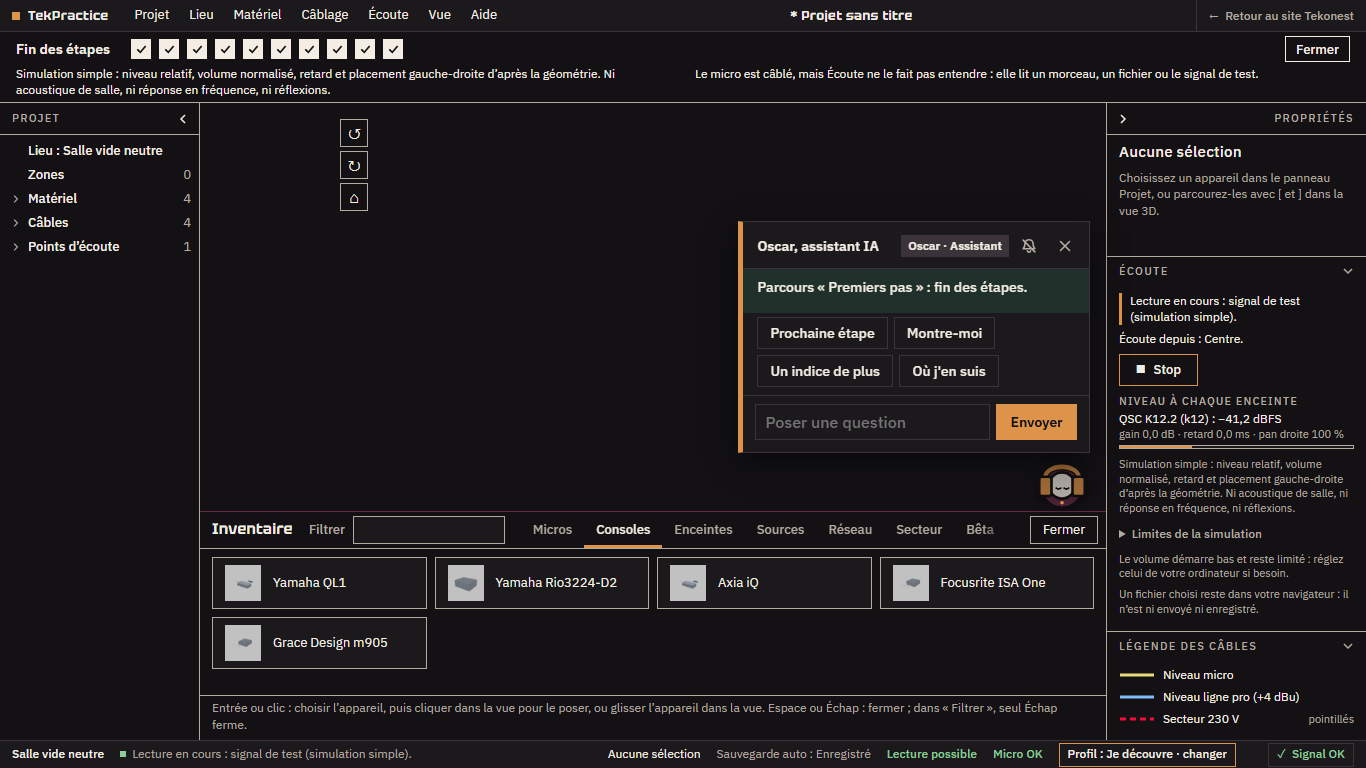 TekPractice Projet Lieu Matériel Câblage Écoute Vue Aide * Projet sans titre ← Retour au site Tekonest
Fin des étapes Fermer
Simulation simple : niveau relatif, volume normalisé, retard et placement gauche-droite d'après la géométrie. Ni
acoustique de salle, ni réponse en fréquence, ni réflexions.
Le micro est câblé, mais Écoute ne le fait pas entendre : elle lit un morceau, un fichier ou le signal de test.
PROJET
Lieu : Salle vide neutre
Zones 0
Matériel 4
Câbles 4
Points d'écoute 1
Oscar, assistant IA Oscar · Assistant
Parcours « Premiers pas » : fin des étapes.
Prochaine étape Montre-moi
Un indice de plus Où j'en suis
Poser une question Envoyer
Inventaire Filtrer Micros Consoles Enceintes Sources Réseau Secteur Bêta Fermer
Yamaha QL1 Yamaha Rio3224-D2 Axia iQ Focusrite ISA One
Grace Design m905
Entrée ou clic : choisir l'appareil, puis cliquer dans la vue pour le poser, ou glisser l'appareil dans la vue. Espace ou Échap : fermer ; dans « Filtrer », seul Échap
ferme.
PROPRIÉTÉS
Aucune sélection
Choisissez un appareil dans le panneau
Projet, ou parcourez-les avec [ et ] dans la
vue 3D.
ÉCOUTE
Lecture en cours : signal de test
(simulation simple).
Écoute depuis : Centre.
Stop
NIVEAU À CHAQUE ENCEINTE
QSC K12.2 (k12) : −41,2 dBFS
gain 0,0 dB · retard 0,0 ms · pan droite 100 %
Simulation simple : niveau relatif, volume
normalisé, retard et placement gauche-droite
d'après la géométrie. Ni acoustique de salle, ni
réponse en fréquence, ni réflexions.
Limites de la simulation
Le volume démarre bas et reste limité : réglez
celui de votre ordinateur si besoin.
Un fichier choisi reste dans votre navigateur : il
n'est ni envoyé ni enregistré.
LÉGENDE DES CÂBLES
Niveau micro
Niveau ligne pro (+4 dBu)
Secteur 230 V pointillés
Salle vide neutre Lecture en cours : signal de test (simulation simple). Aucune sélection Sauvegarde auto : Enregistré Lecture possible Micro OK Profil : Je découvre · changer ✓ Signal OK